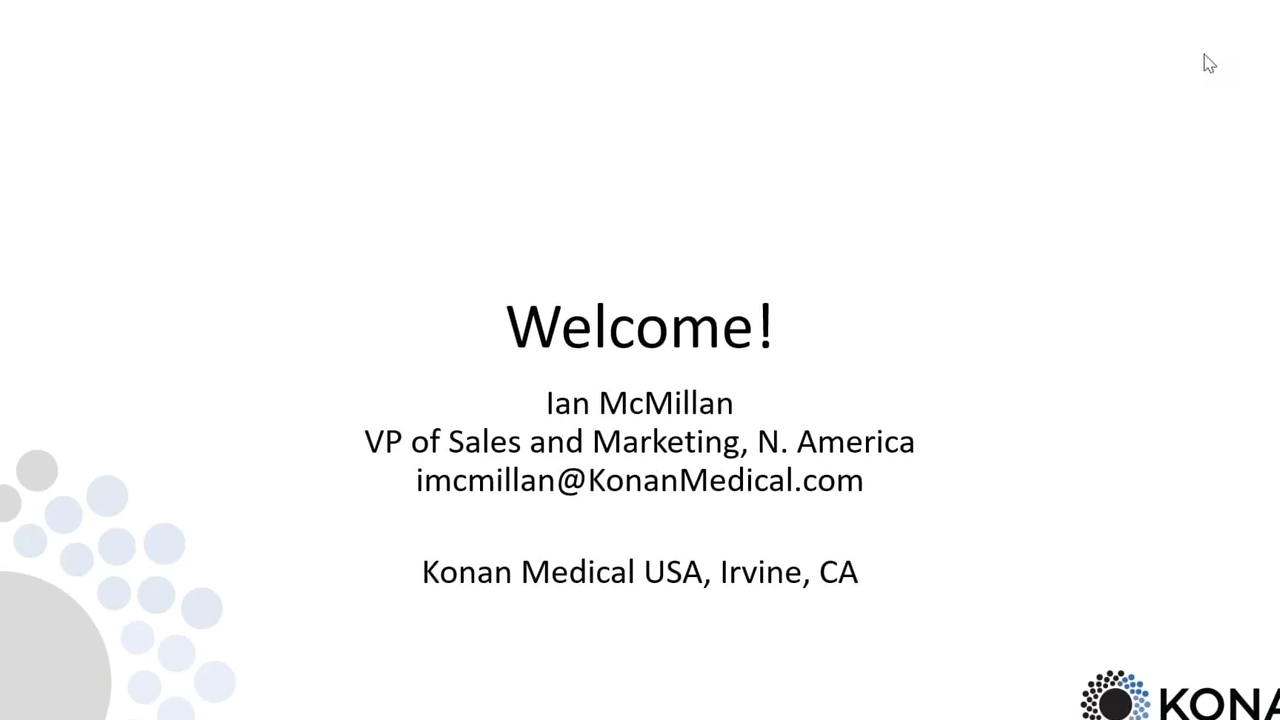 Welcome!
Ian McMillan
VP of Sales and Marketing, N. America
imcmillan@KonanMedical.com
Konan Medical USA, Irvine, CA
KONA